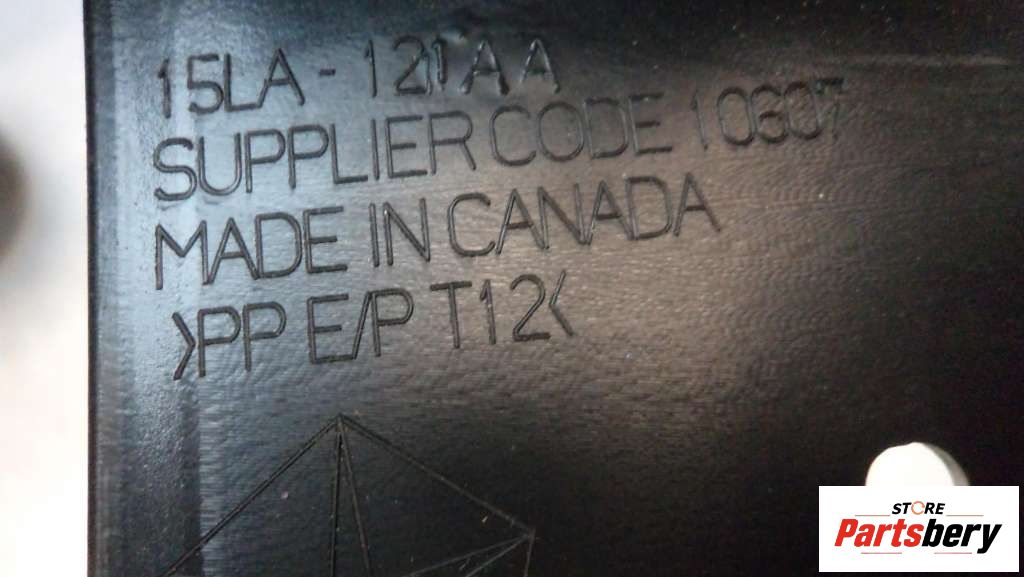 15LA - 121AA
SUPPLIER CODE 10607
MADE IN CANADA
>PP E/P T12<
STORE
Partsbery